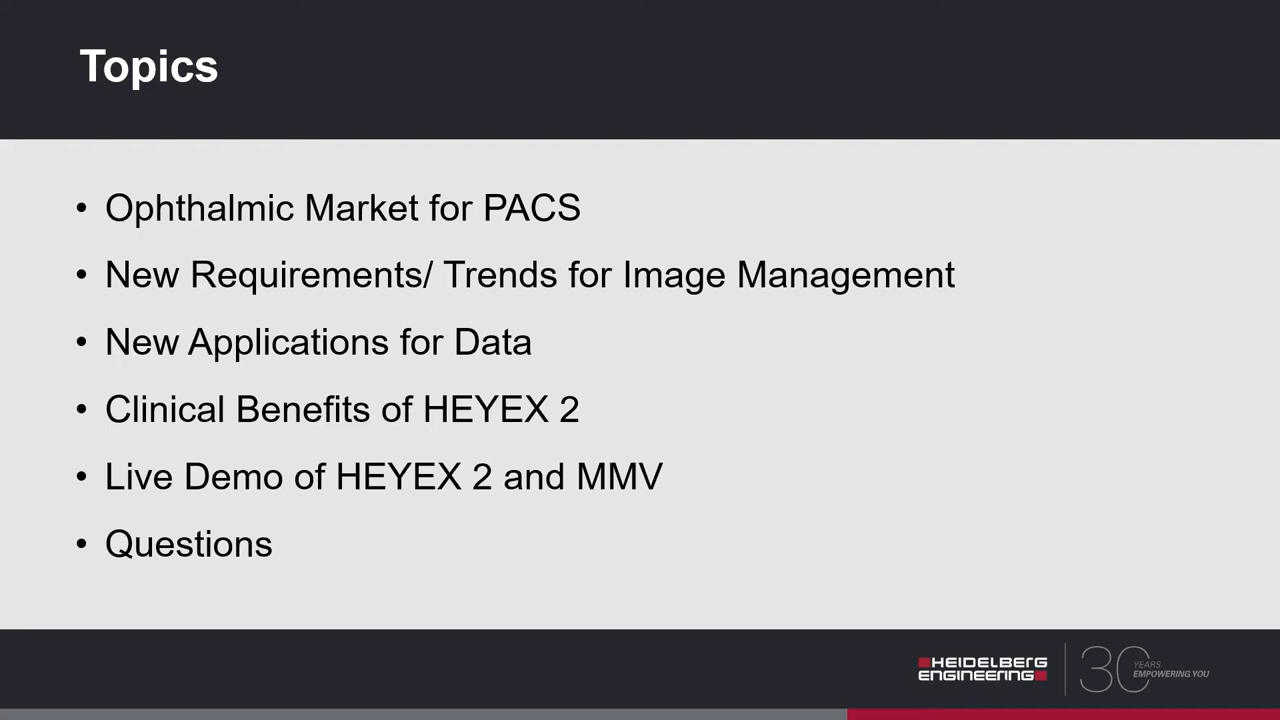 Topics
• Ophthalmic Market for PACS
• New Requirements/ Trends for Image Management
• New Applications for Data
• Clinical Benefits of HEYEX 2
• Live Demo of HEYEX 2 and MMV
• Questions
HEIDELBERG
ENGINEERING
30 YEARS
EMPOWERING YOU